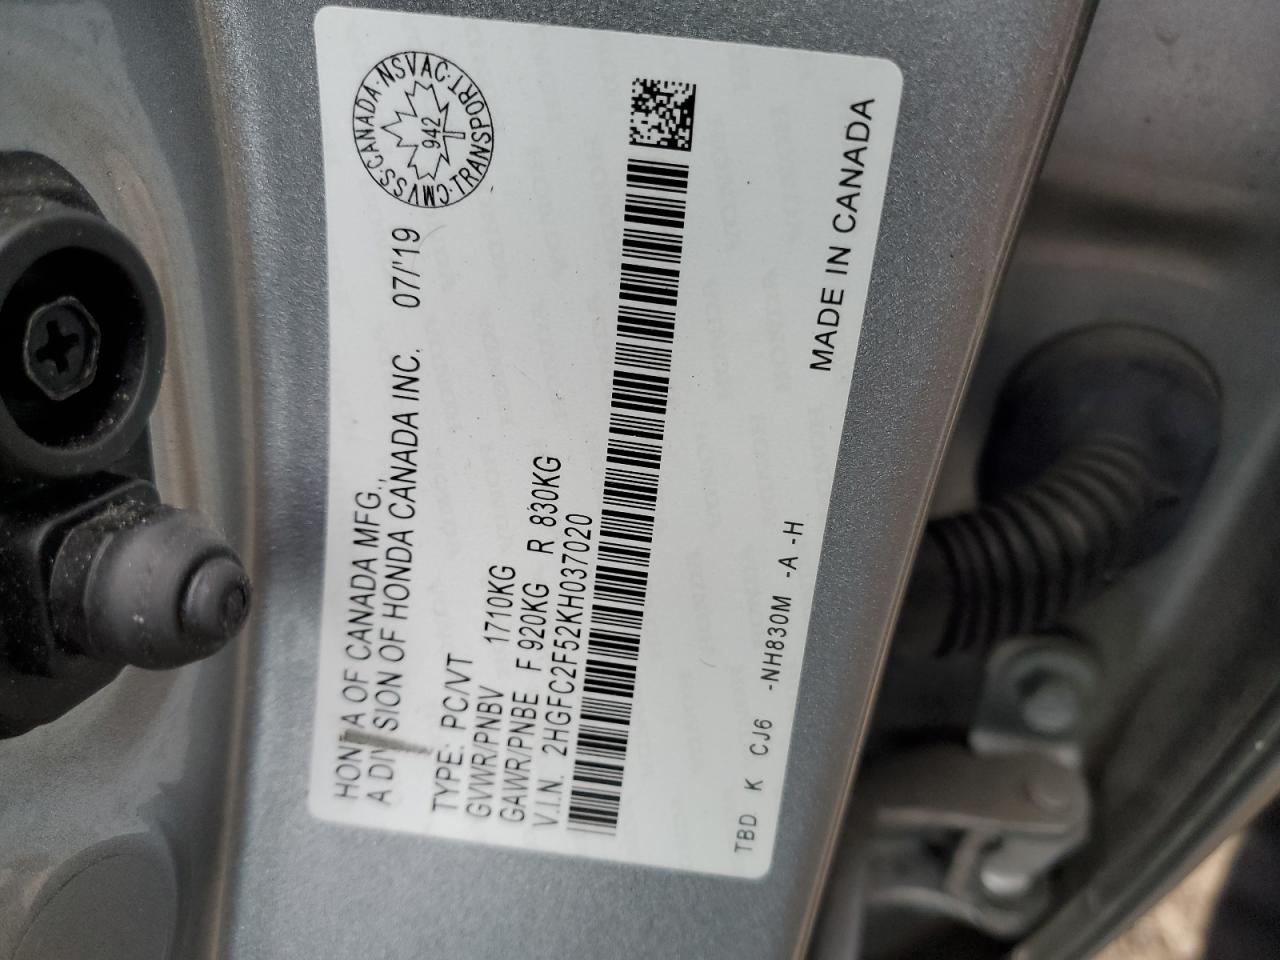 HONDA OF CANADA MFG.,
A DIVISION OF HONDA CANADA INC. 07/'19
CMVSS·CANADA·NSVAC·TRANSPORT·
942
TYPE: PC/VT
GVWR/PNBV 1710KG
GAWR/PNBE F 920KG R 830KG
V.I.N. 2HGFC2F52KH037020
TBD K CJ6 -NH830M -A -H
MADE IN CANADA